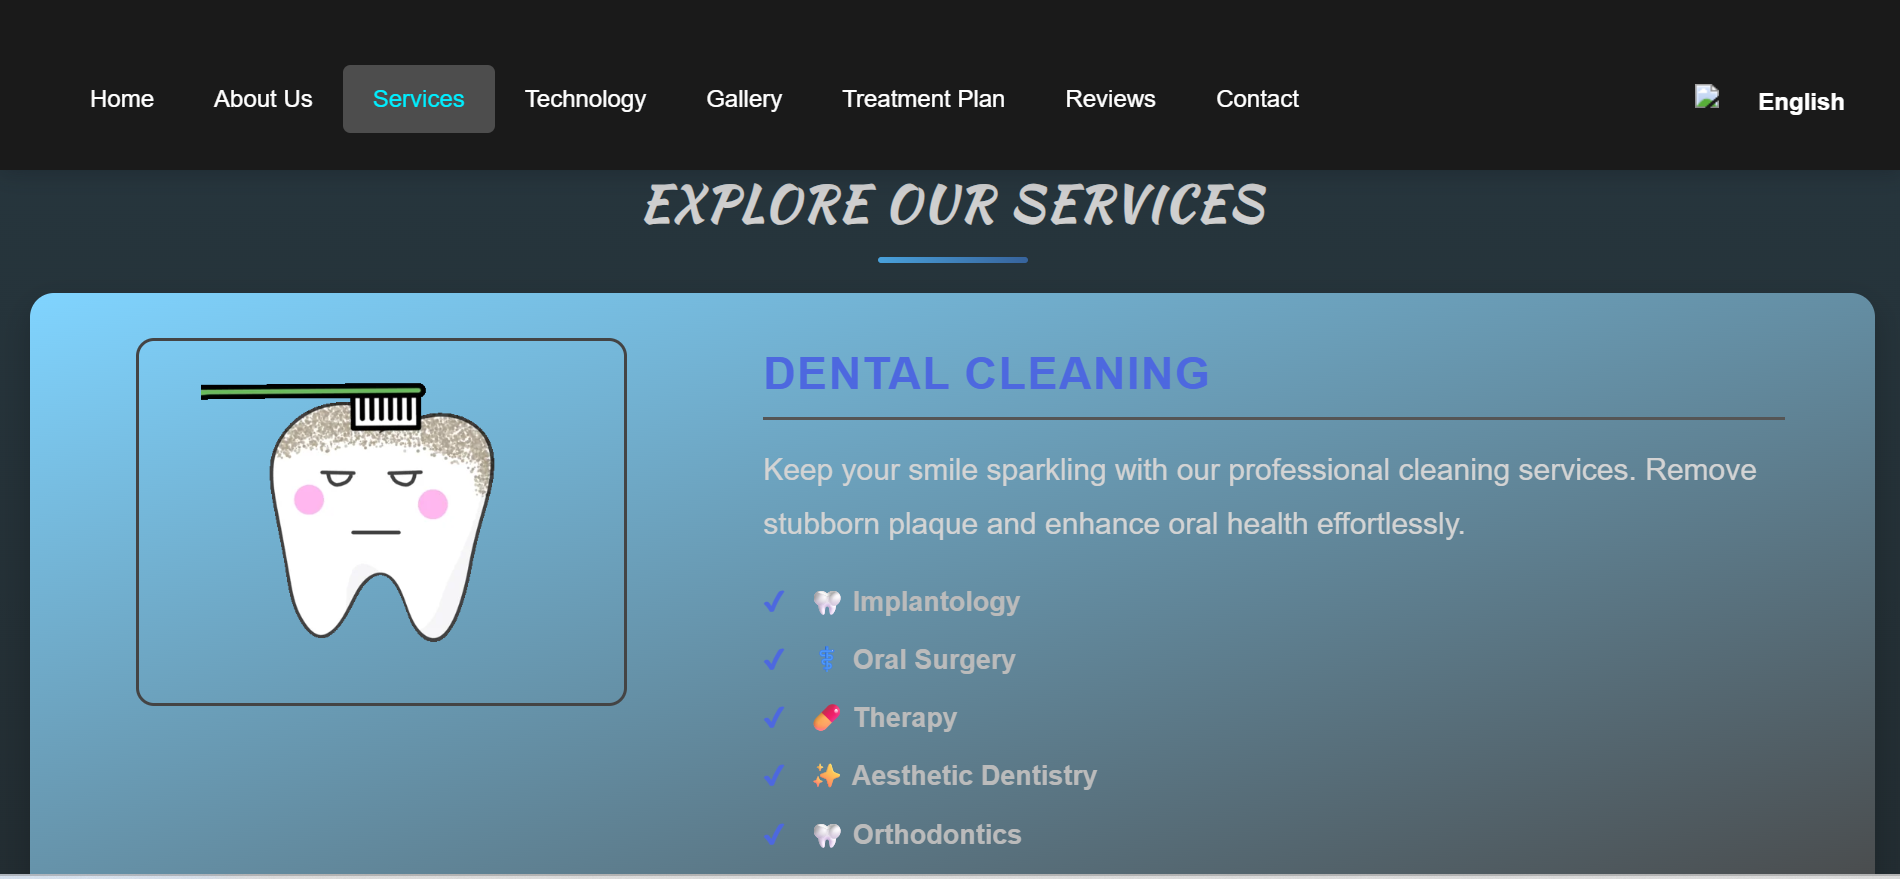 Home About Us Services Technology Gallery Treatment Plan Reviews Contact English
EXPLORE OUR SERVICES
DENTAL CLEANING
Keep your smile sparkling with our professional cleaning services. Remove
stubborn plaque and enhance oral health effortlessly.
✔ 🦷 Implantology
✔ ⚕ Oral Surgery
✔ 💊 Therapy
✔ ✨ Aesthetic Dentistry
✔ 🦷 Orthodontics